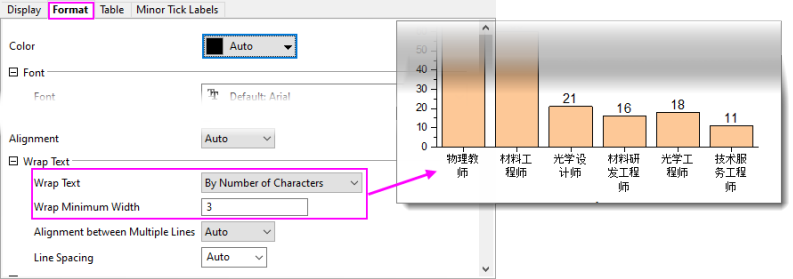 Display Format Table Minor Tick Labels
Color Auto
Font
Font Default: Arial
Alignment Auto
Wrap Text
Wrap Text By Number of Characters
Wrap Minimum Width 3
Alignment between Multiple Lines Auto
Line Spacing Auto
50
40
30
20
10
0
21
16
18
11
物理教
师
材料工
程师
光学设
计师
材料研
发工程
师
光学工
程师
技术服
务工程
师